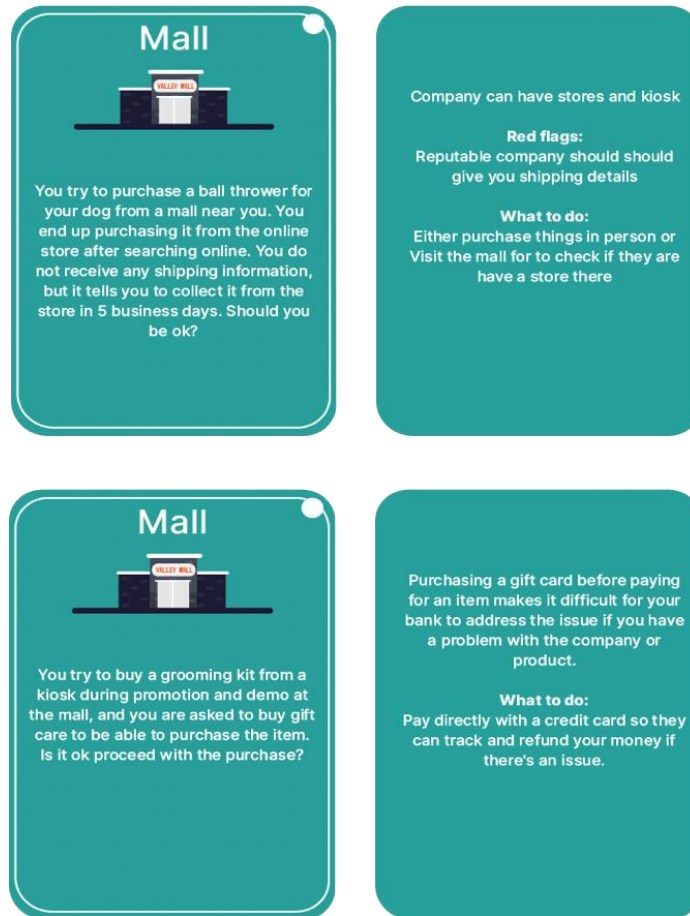 Mall
VALLEY MALL
You try to purchase a ball thrower for
your dog from a mall near you. You
end up purchasing it from the online
store after searching online. You do
not receive any shipping information,
but it tells you to collect it from the
store in 5 business days. Should you
be ok?
Company can have stores and kiosk
Red flags:
Reputable company should should
give you shipping details
What to do:
Either purchase things in person or
Visit the mall for to check if they are
have a store there
Mall
VALLEY MALL
You try to buy a grooming kit from a
kiosk during promotion and demo at
the mall, and you are asked to buy gift
care to be able to purchase the item.
Is it ok proceed with the purchase?
Purchasing a gift card before paying
for an item makes it difficult for your
bank to address the issue if you have
a problem with the company or
product.
What to do:
Pay directly with a credit card so they
can track and refund your money if
there's an issue.